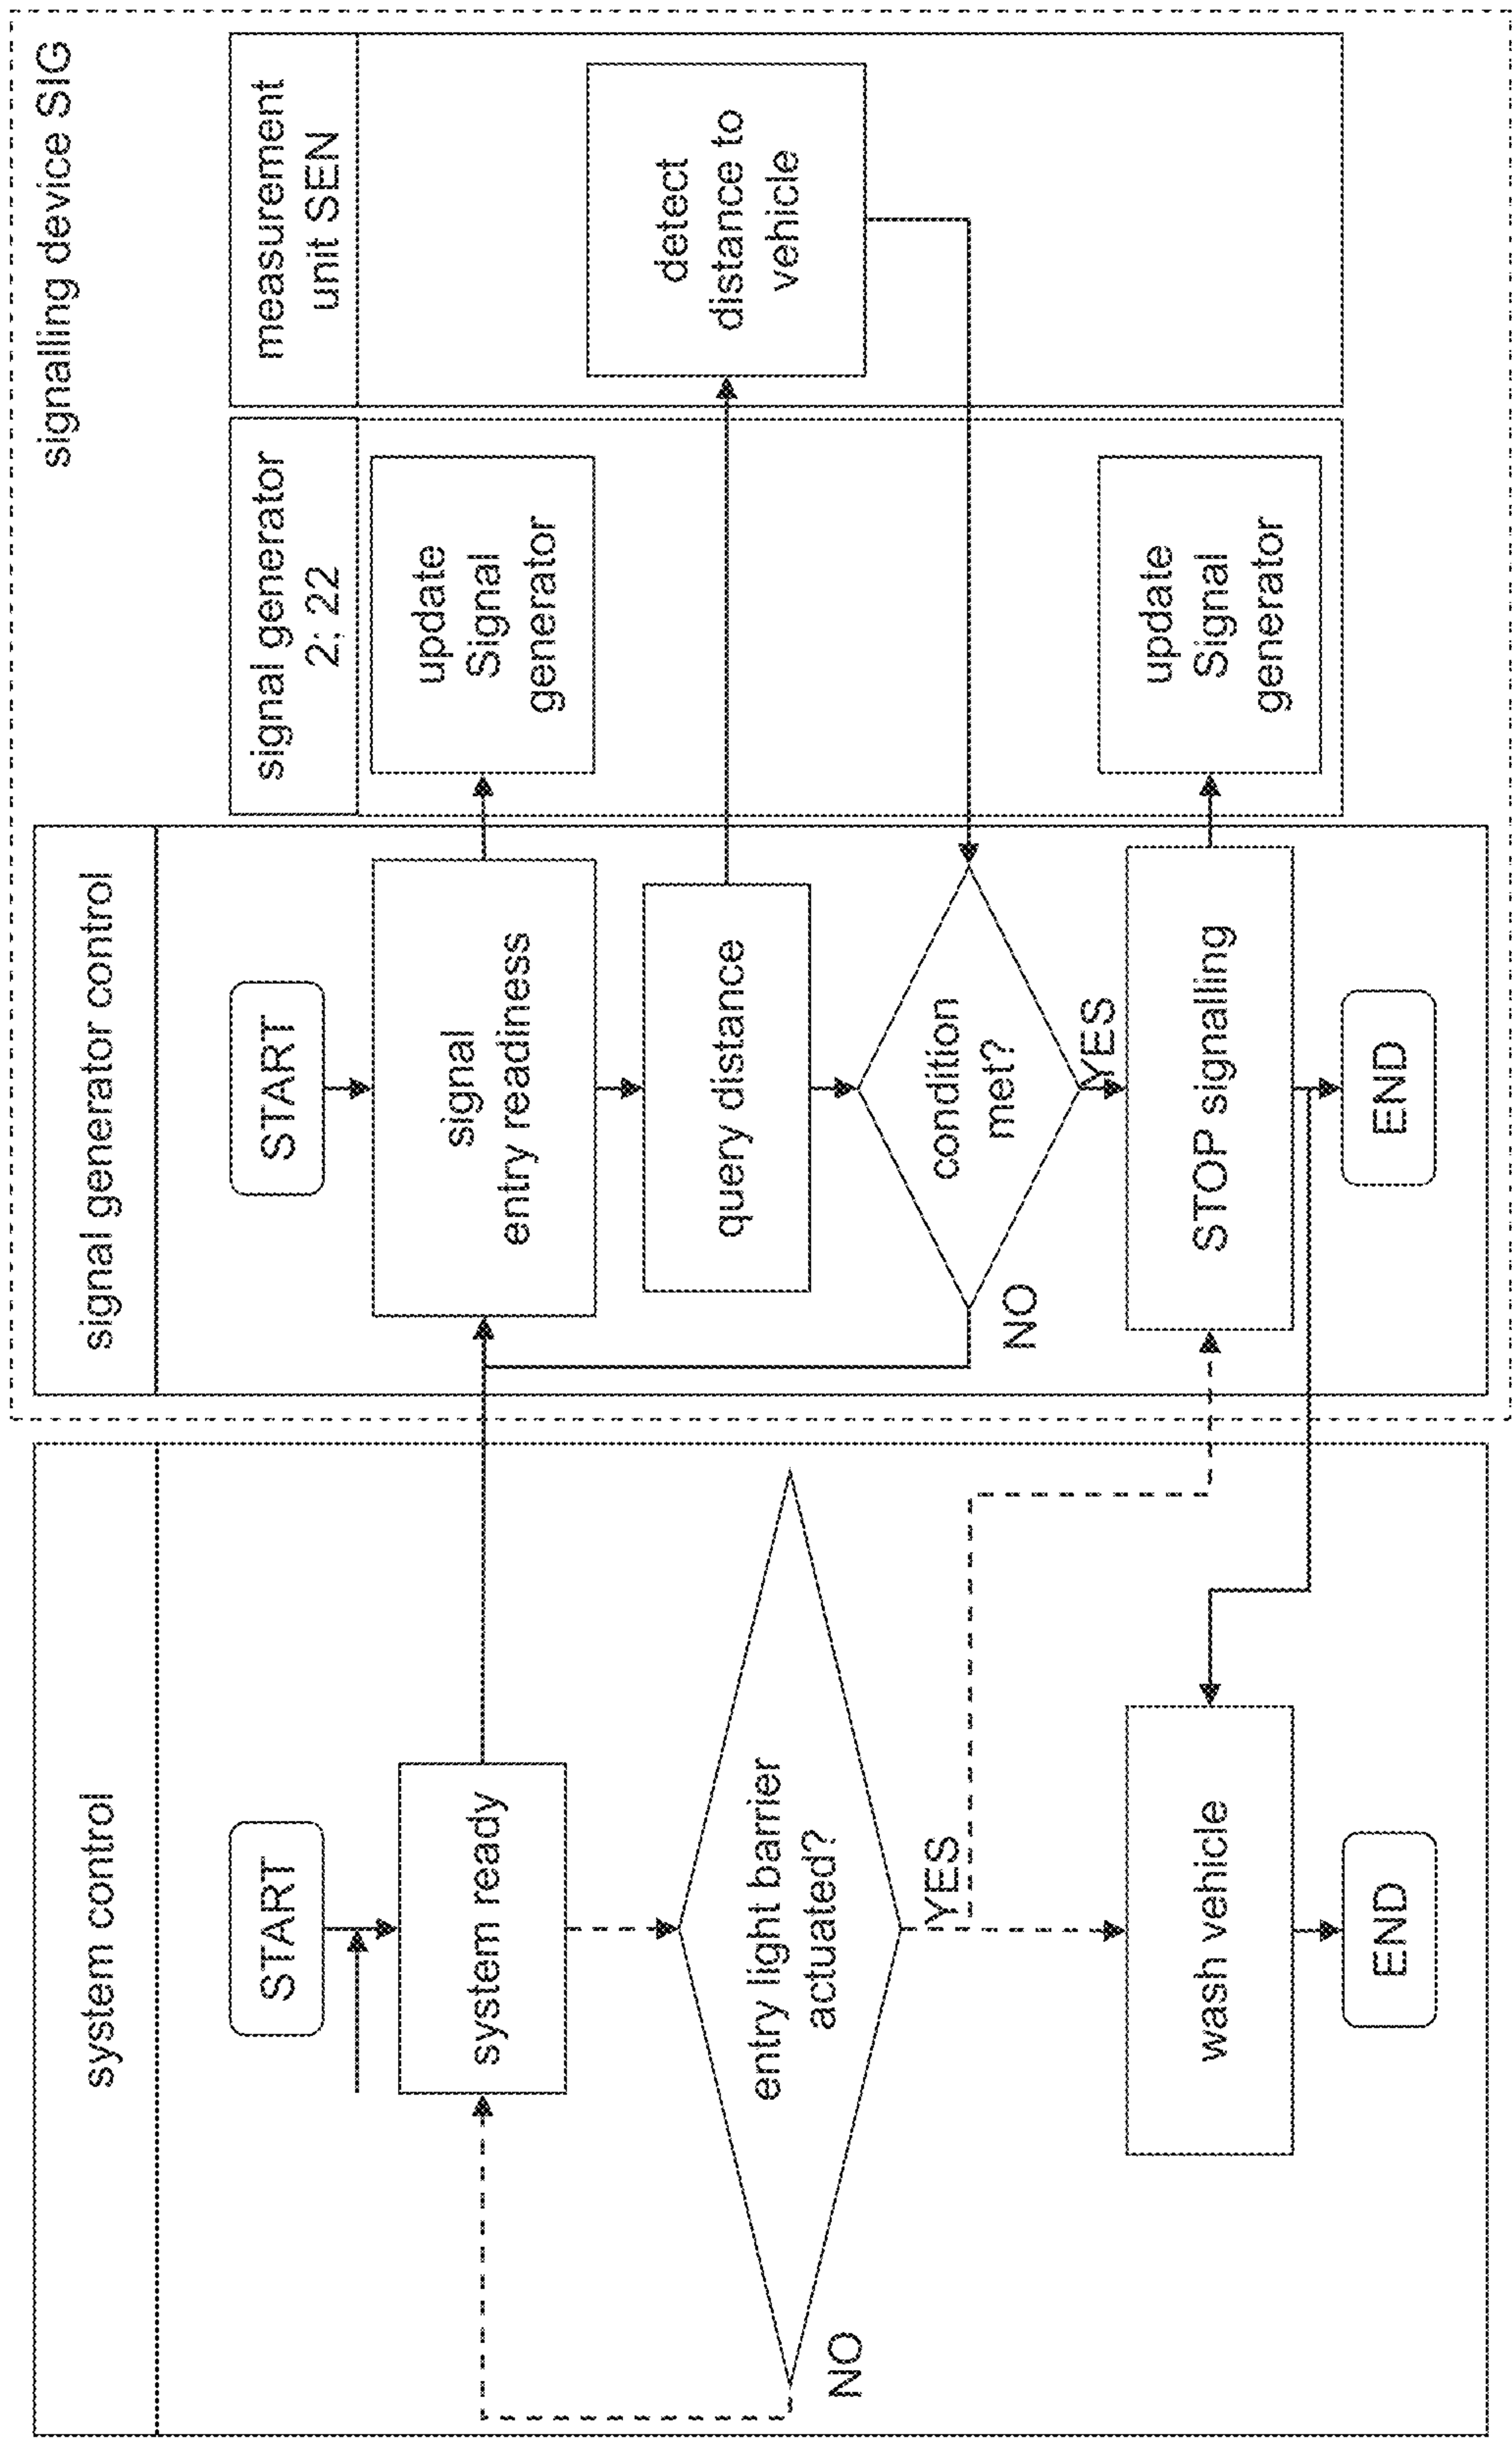 signalling device SIG
system control
START
system ready
entry light barrier
actuated?
NO
YES
wash vehicle
END
signal generator control
START
signal
entry readiness
query distance
condition
met?
NO
YES
STOP signalling
END
signal generator
2; 22
update
Signal
generator
update
Signal
generator
measurement
unit SEN
detect
distance to
vehicle